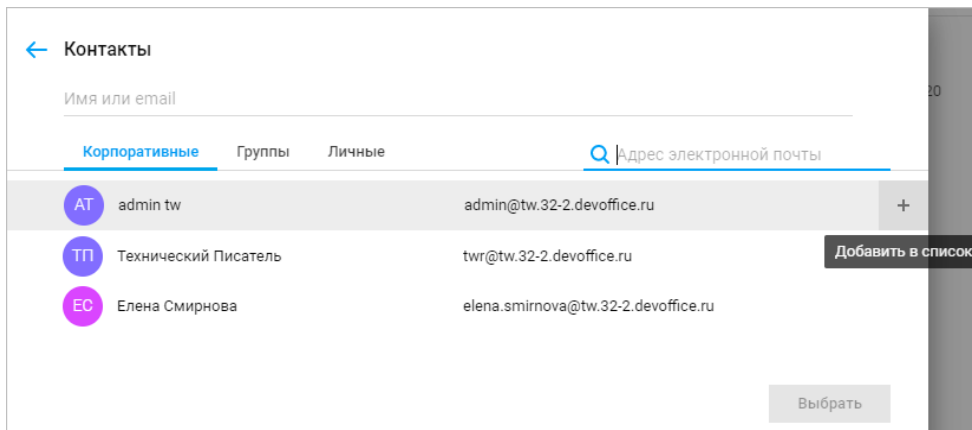 Контакты
Имя или email
20
Корпоративные Группы Личные Адрес электронной почты
AT admin tw admin@tw.32-2.devoffice.ru +
ТП Технический Писатель twr@tw.32-2.devoffice.ru
Добавить в список
ЕС Елена Смирнова elena.smirnova@tw.32-2.devoffice.ru
Выбрать